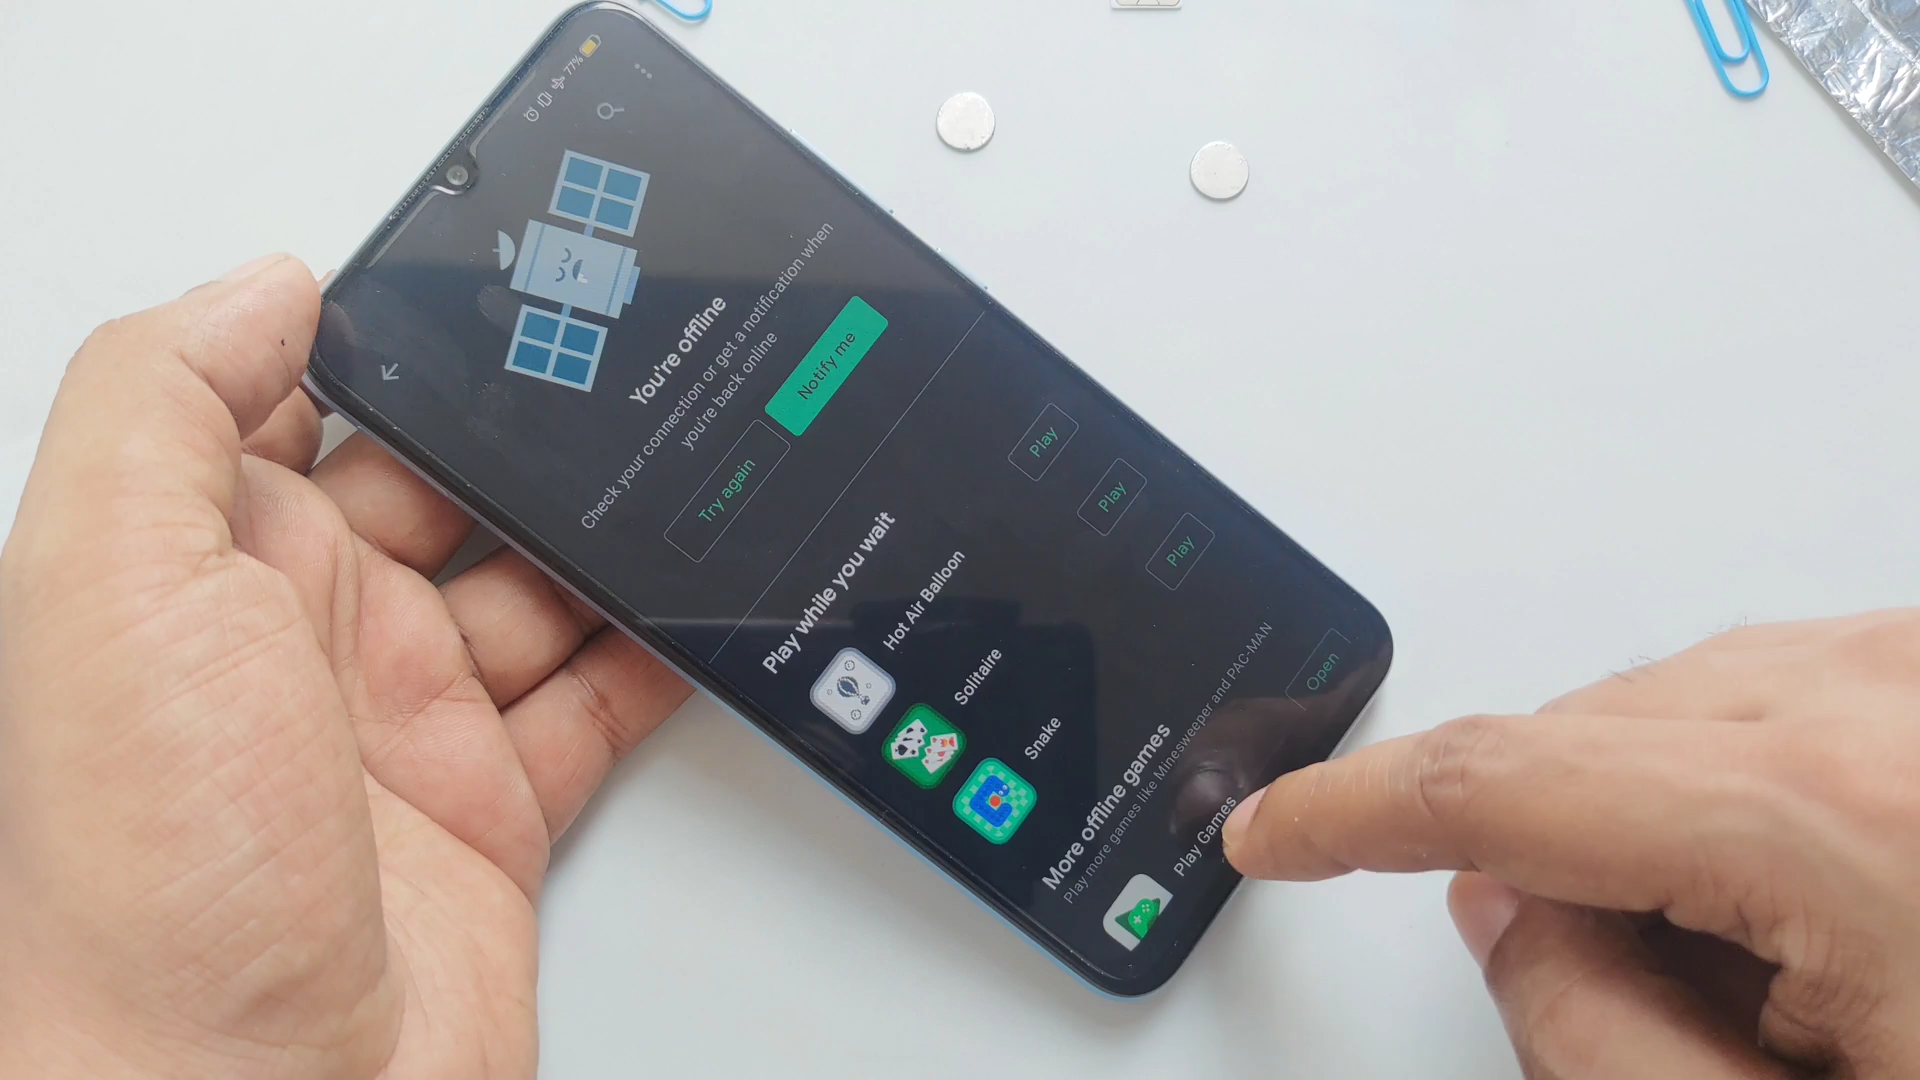 77%
You're offline
Check your connection or get a notification when
you're back online
Try again
Notify me
Play while you wait
Hot Air Balloon
Play
Solitaire
Play
Snake
Play
More offline games
Play more games like Minesweeper and PAC-MAN
Play Games
Open